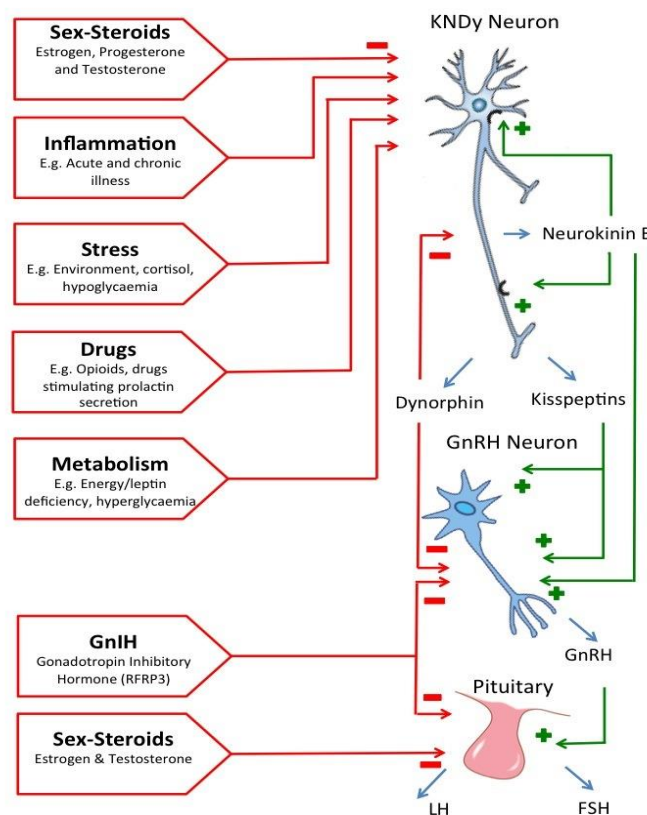 Sex-Steroids
Estrogen, Progesterone
and Testosterone
KNDy Neuron
Inflammation
E.g. Acute and chronic
illness
Stress
E.g. Environment, cortisol,
hypoglycaemia
Neurokinin B
Drugs
E.g. Opioids, drugs
stimulating prolactin
secretion
Dynorphin
Kisspeptins
Metabolism
E.g. Energy/leptin
deficiency, hyperglycaemia
GnRH Neuron
GnIH
Gonadotropin Inhibitory
Hormone (RFRP3)
GnRH
Pituitary
Sex-Steroids
Estrogen & Testosterone
LH
FSH